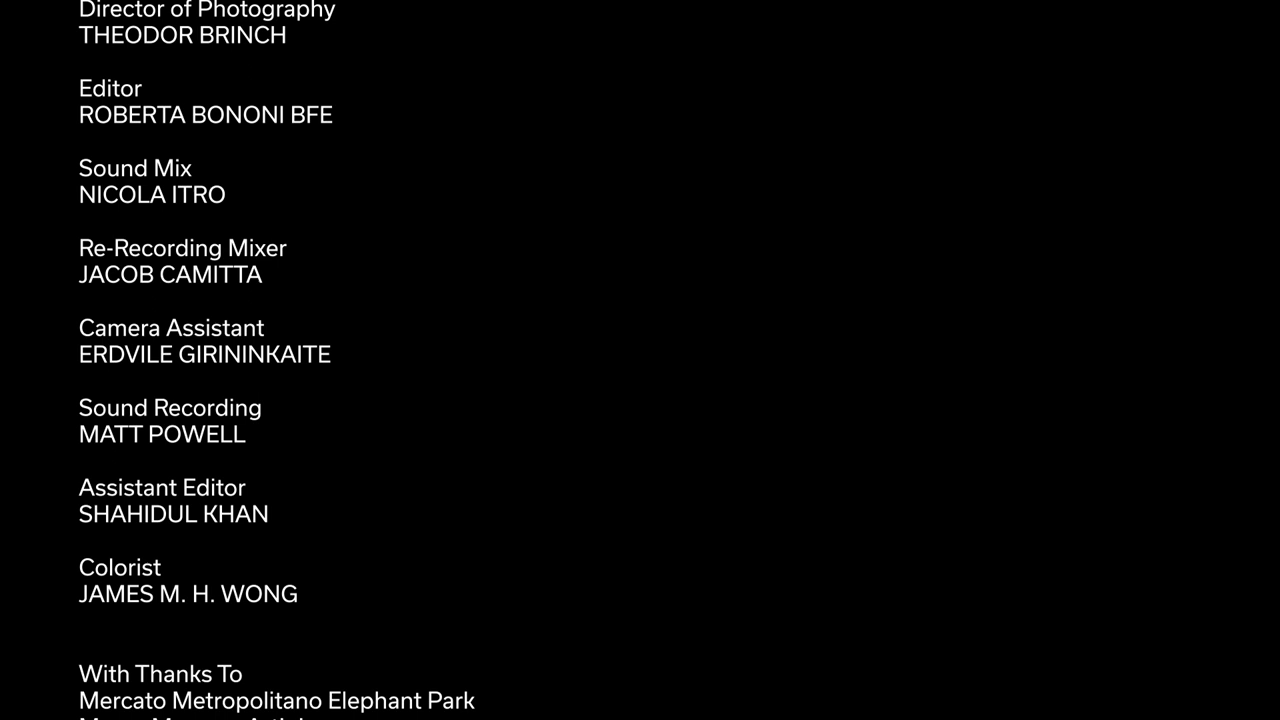 Director of Photography
THEODOR BRINCH
Editor
ROBERTA BONONI BFE
Sound Mix
NICOLA ITRO
Re-Recording Mixer
JACOB CAMITTA
Camera Assistant
ERDVILE GIRININKAITE
Sound Recording
MATT POWELL
Assistant Editor
SHAHIDUL KHAN
Colorist
JAMES M. H. WONG
With Thanks To
Mercato Metropolitano Elephant Park